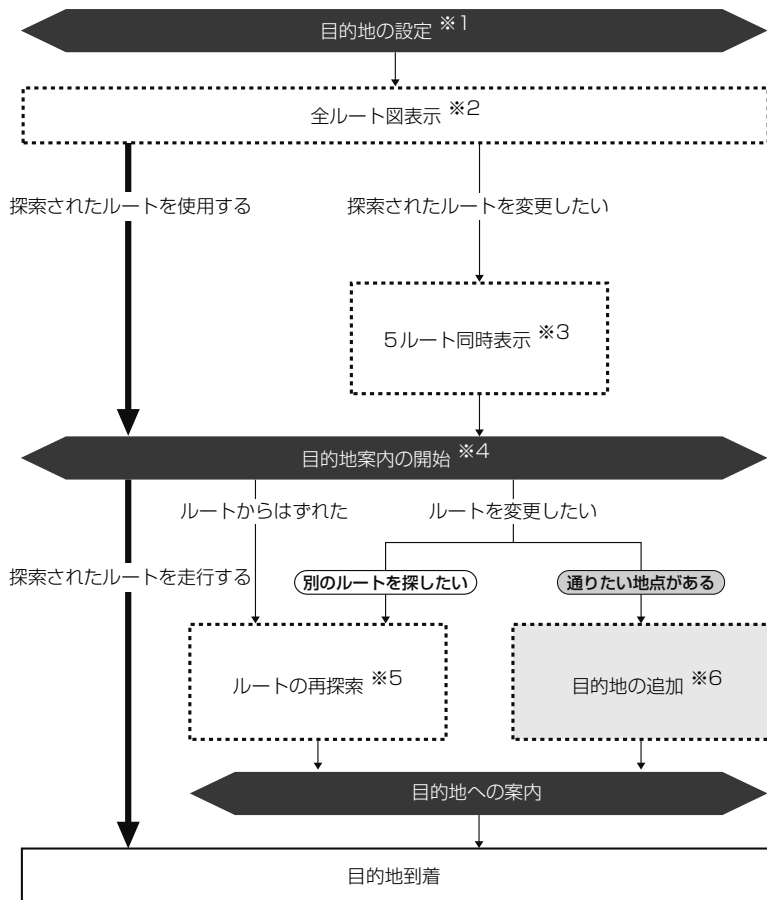 目的地の設定 ※1
全ルート図表示 ※2
探索されたルートを使用する
探索されたルートを変更したい
5ルート同時表示 ※3
目的地案内の開始 ※4
ルートからはずれた
ルートを変更したい
探索されたルートを走行する
別のルートを探したい
通りたい地点がある
ルートの再探索 ※5
目的地の追加 ※6
目的地への案内
目的地到着